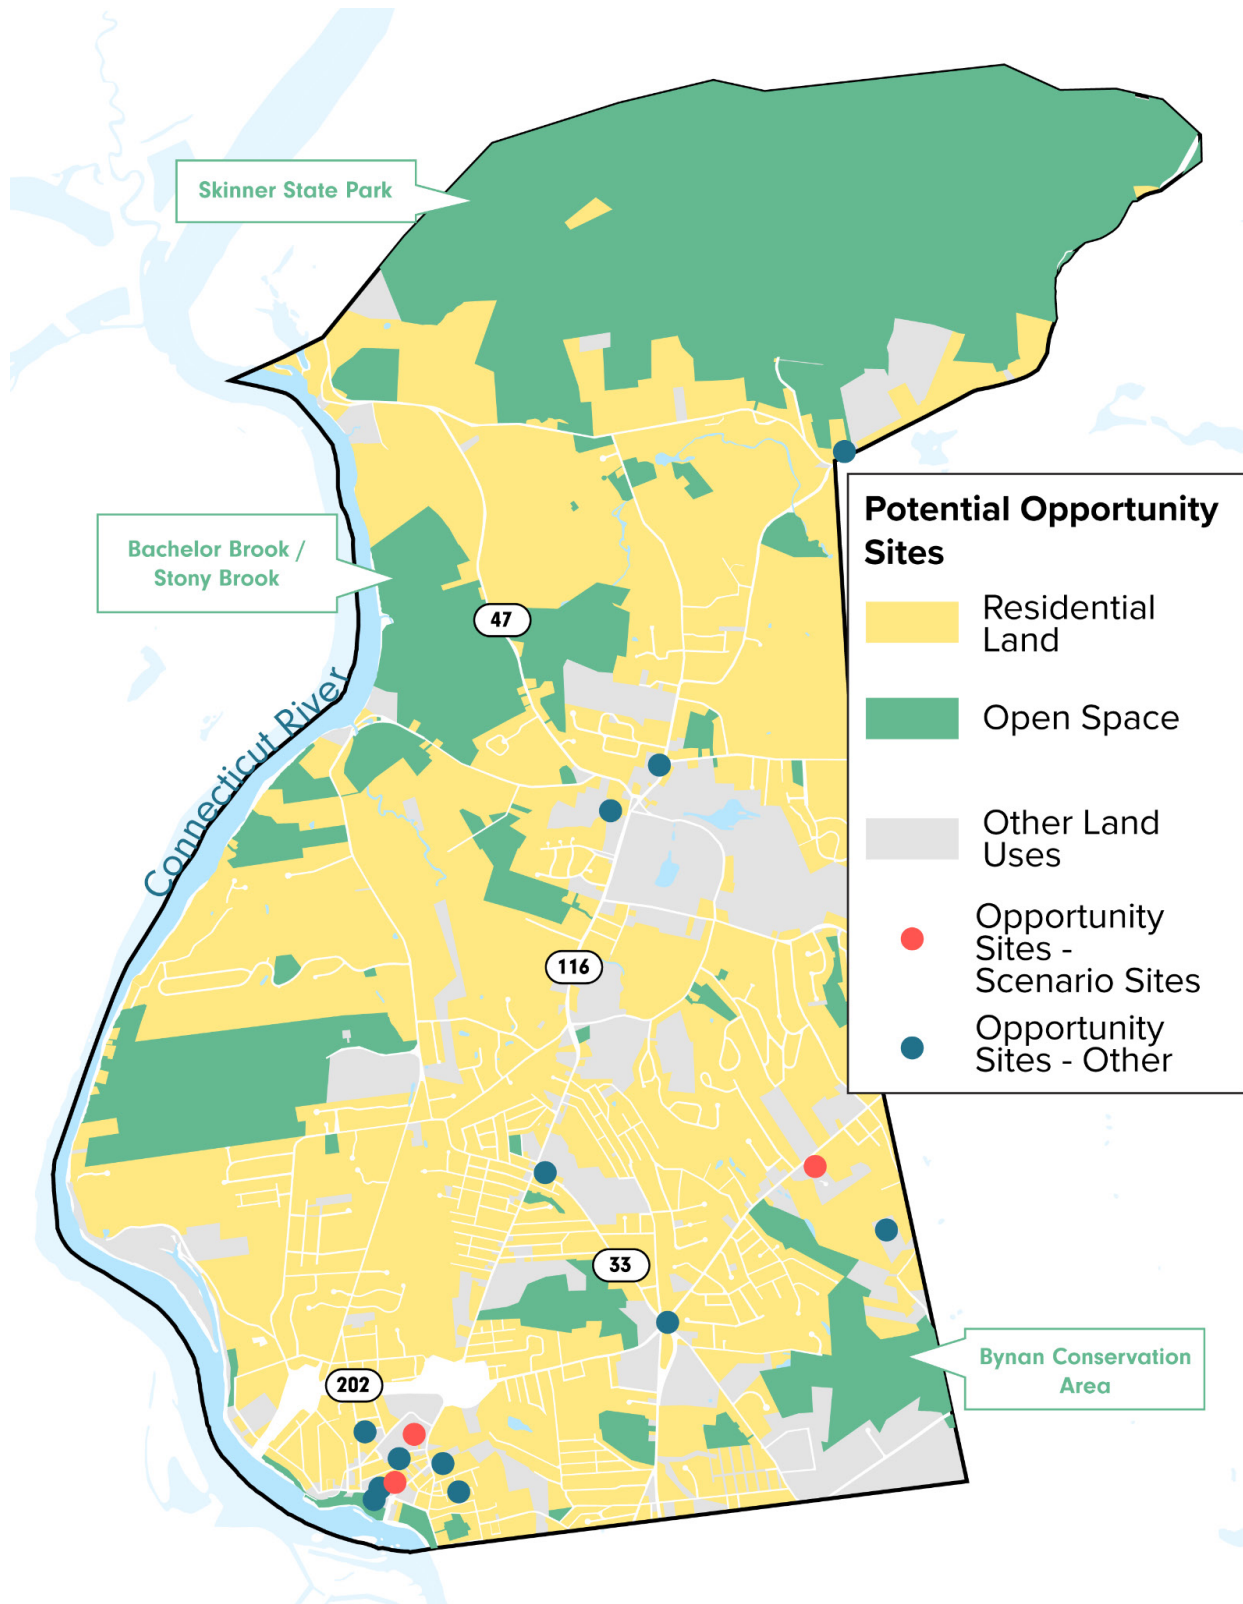 Skinner State Park
Bachelor Brook /
Stony Brook
47
Connecticut River
116
33
202
Bynan Conservation
Area
Potential Opportunity
Sites
Residential
Land
Open Space
Other Land
Uses
Opportunity
Sites -
Scenario Sites
Opportunity
Sites - Other